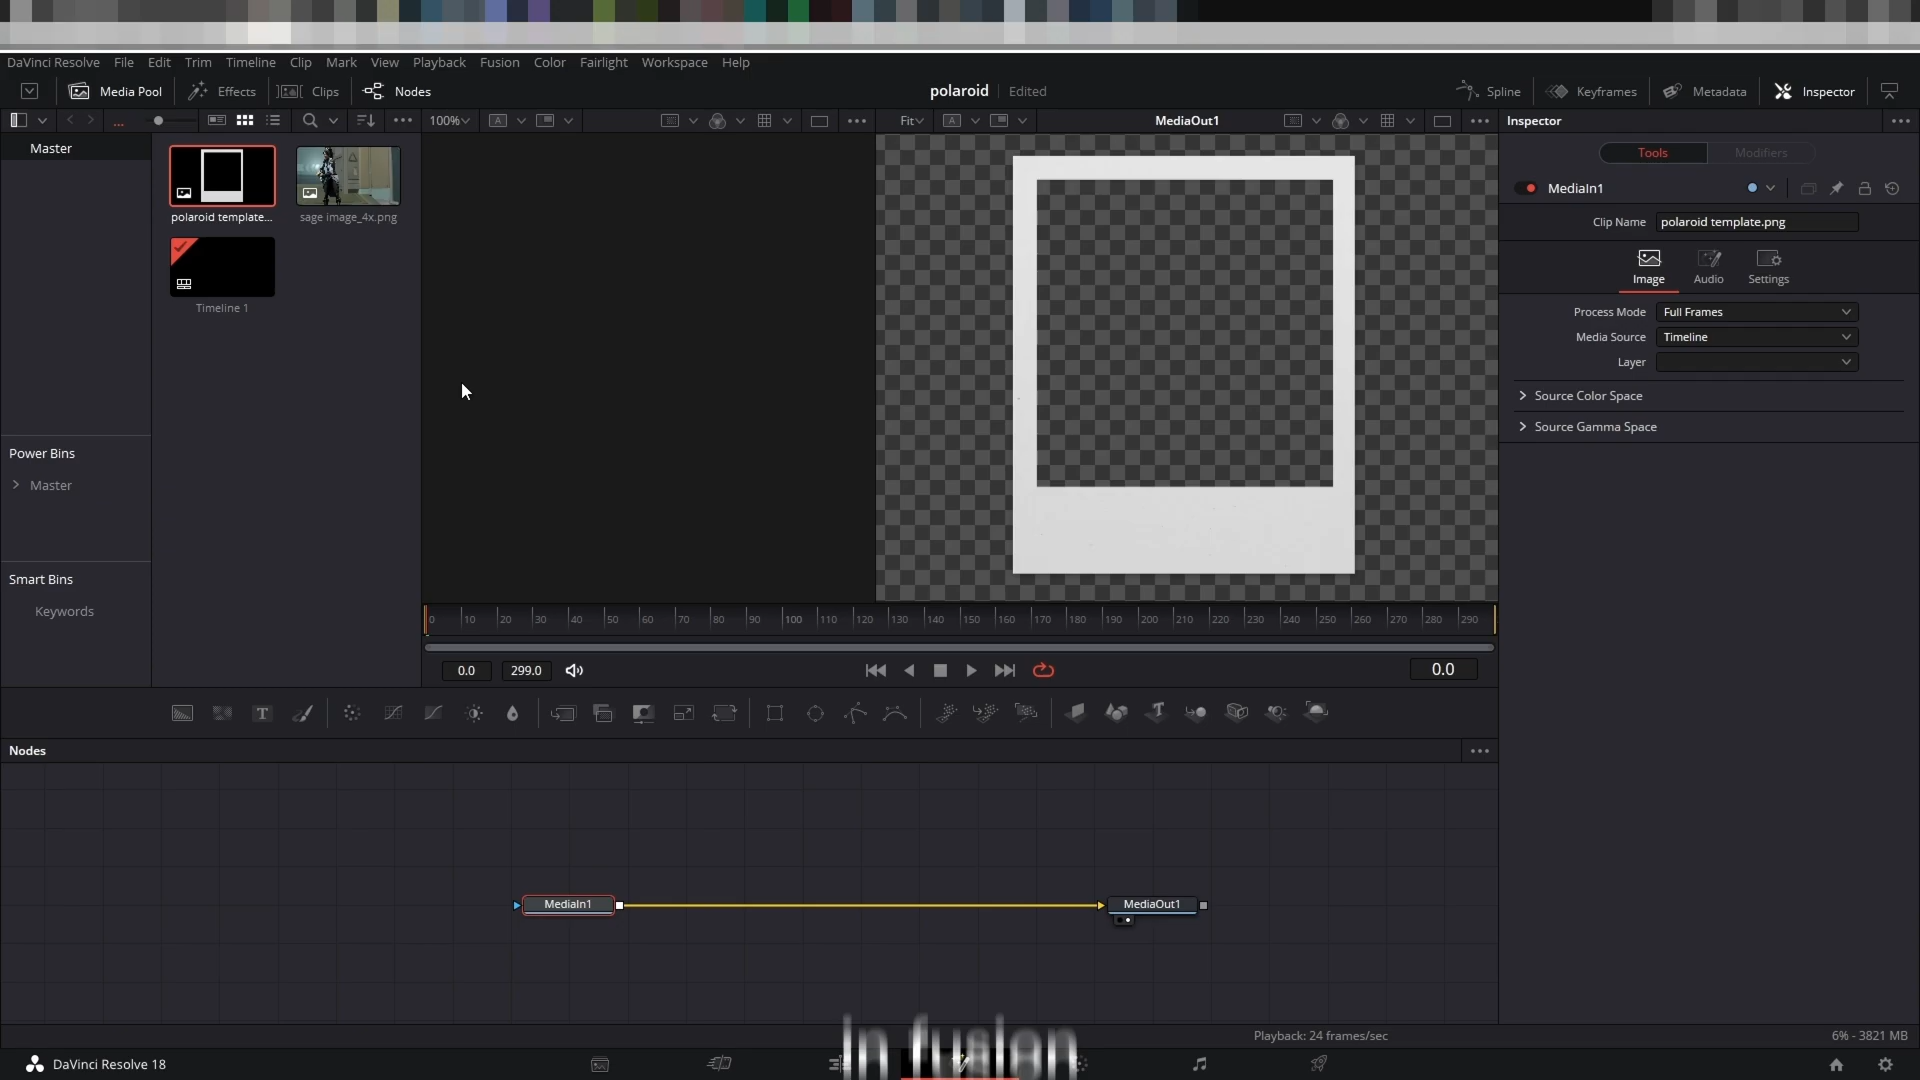 DaVinci Resolve File Edit Trim Timeline Clip Mark View Playback Fusion Color Fairlight Workspace Help
Media Pool Effects Clips Nodes polaroid Edited Spline Keyframes Metadata Inspector
... 100% A Fit A MediaOut1 Inspector
Master
Tools Modifiers
MediaIn1
polaroid template... sage image_4x.png
Clip Name polaroid template.png
Image Audio Settings
Timeline 1
Process Mode Full Frames
Media Source Timeline
Layer
Source Color Space
Source Gamma Space
Power Bins
Master
Smart Bins
Keywords
0 10 20 30 40 50 60 70 80 90 100 110 120 130 140 150 160 170 180 190 200 210 220 230 240 250 260 270 280 290
0.0 299.0 0.0
T
Nodes
MediaIn1 MediaOut1
In fusion
Playback: 24 frames/sec 6% - 3821 MB
DaVinci Resolve 18